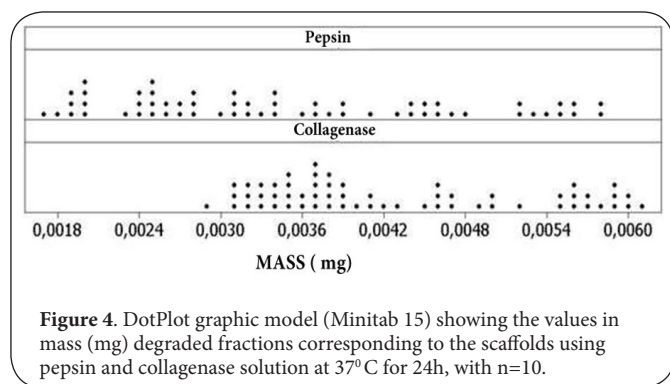 Pepsin
Collagenase
0,0018 0,0024 0,0030 0,0036 0,0042 0,0048 0,0054 0,0060
MASS ( mg)
Figure 4. DotPlot graphic model (Minitab 15) showing the values in
mass (mg) degraded fractions corresponding to the scaffolds using
pepsin and collagenase solution at 37⁰ C for 24h, with n=10.